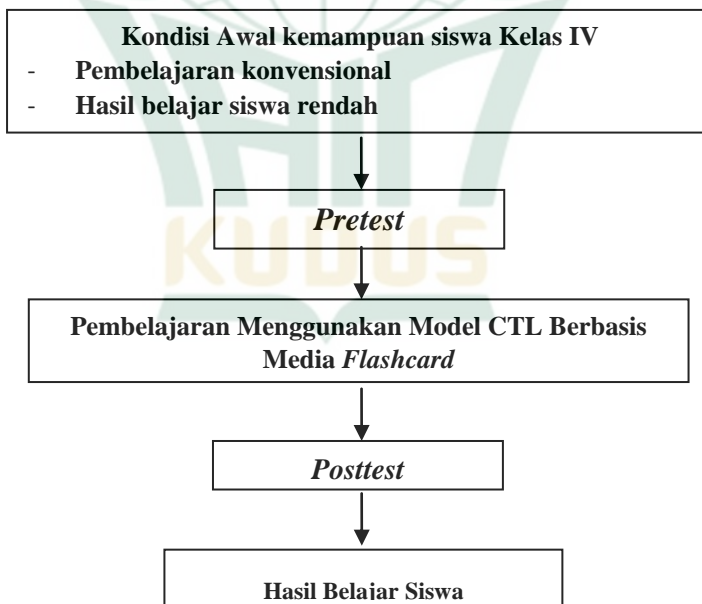 Kondisi Awal kemampuan siswa Kelas IV
- Pembelajaran konvensional
- Hasil belajar siswa rendah
Pretest
KUDUS
Pembelajaran Menggunakan Model CTL Berbasis
Media Flashcard
Posttest
Hasil Belajar Siswa